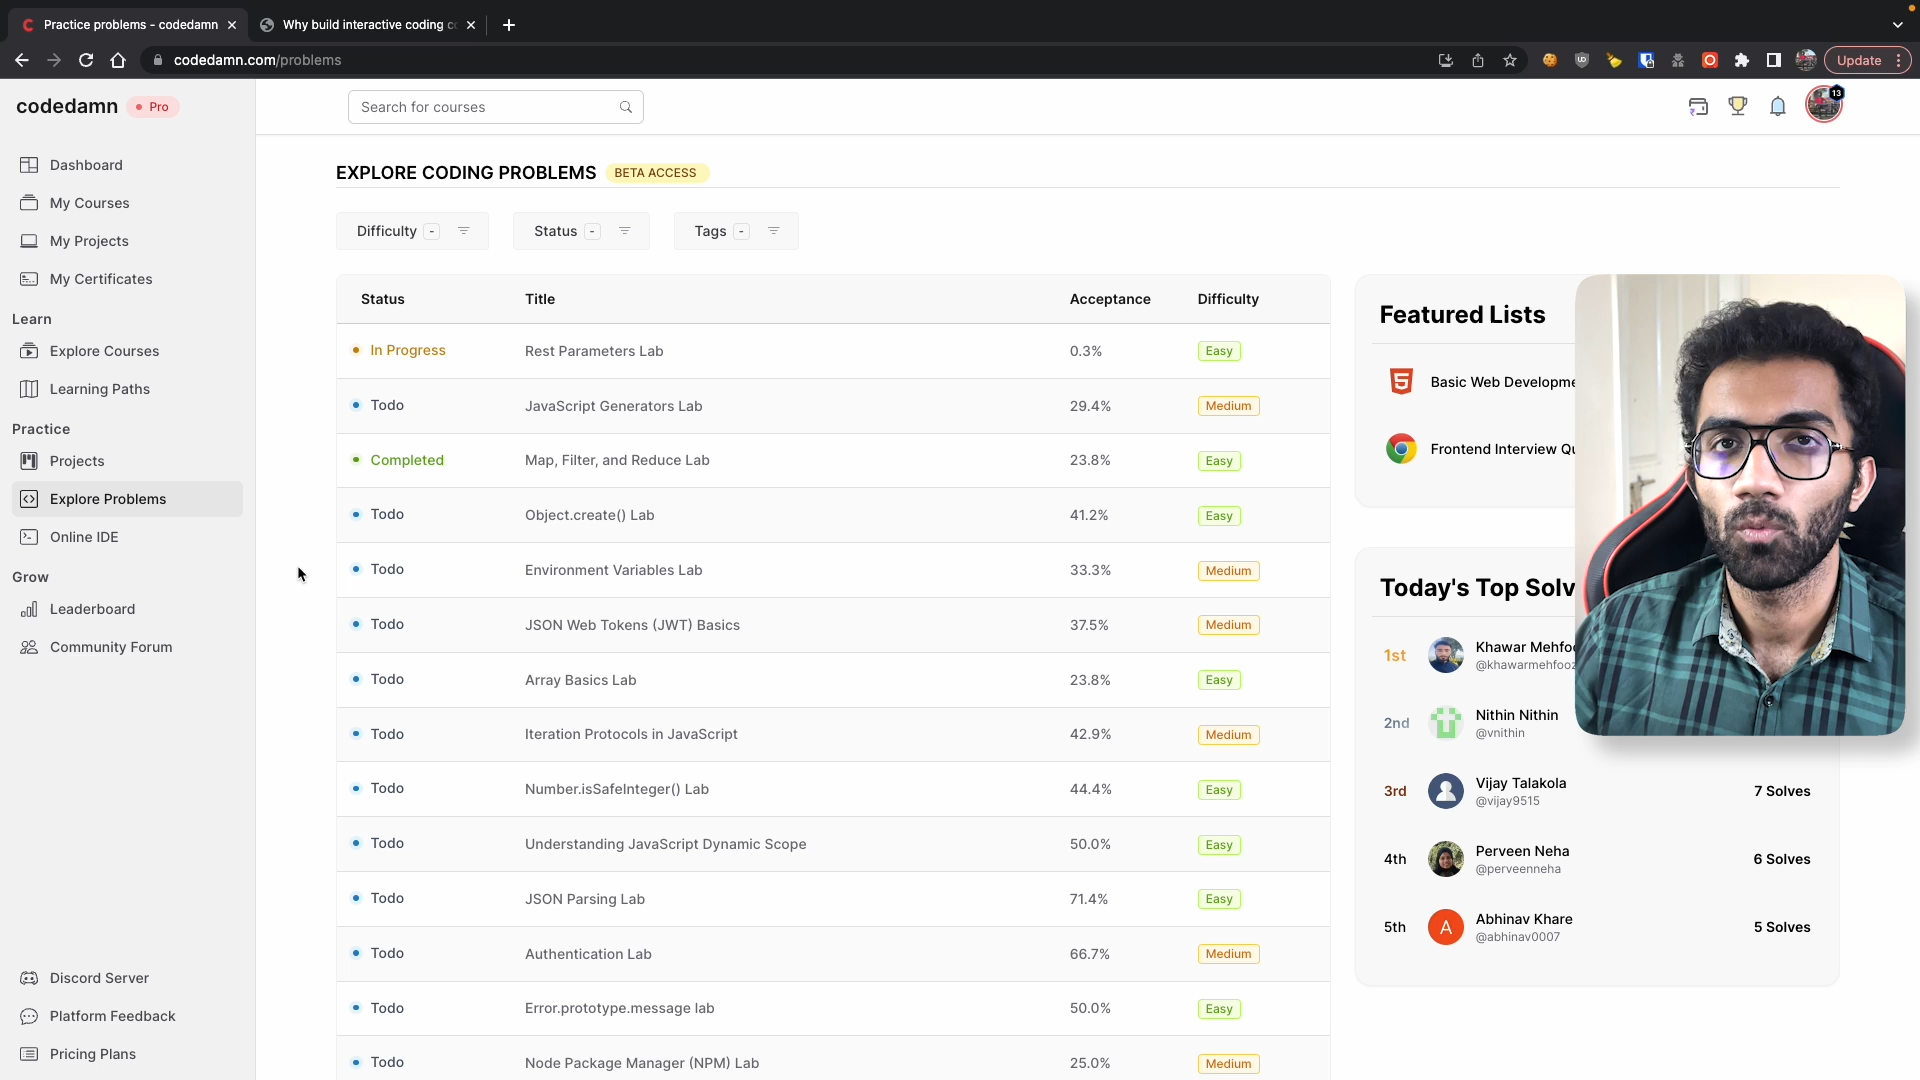 Practice problems - codedamn
Why build interactive coding c
codedamn.com/problems
Update
codedamn
Pro
Search for courses
13
Dashboard
My Courses
My Projects
My Certificates
Learn
Explore Courses
Learning Paths
Practice
Projects
Explore Problems
Online IDE
Grow
Leaderboard
Community Forum
Discord Server
Platform Feedback
Pricing Plans
EXPLORE CODING PROBLEMS BETA ACCESS
Difficulty -
Status -
Tags -
Status Title Acceptance Difficulty
In Progress Rest Parameters Lab 0.3% Easy
Todo JavaScript Generators Lab 29.4% Medium
Completed Map, Filter, and Reduce Lab 23.8% Easy
Todo Object.create() Lab 41.2% Easy
Todo Environment Variables Lab 33.3% Medium
Todo JSON Web Tokens (JWT) Basics 37.5% Medium
Todo Array Basics Lab 23.8% Easy
Todo Iteration Protocols in JavaScript 42.9% Medium
Todo Number.isSafeInteger() Lab 44.4% Easy
Todo Understanding JavaScript Dynamic Scope 50.0% Easy
Todo JSON Parsing Lab 71.4% Easy
Todo Authentication Lab 66.7% Medium
Todo Error.prototype.message lab 50.0% Easy
Todo Node Package Manager (NPM) Lab 25.0% Medium
Featured Lists
Basic Web Developme
Frontend Interview Qu
Today's Top Solv
1st Khawar Mehfoo
@khawarmehfooz
2nd Nithin Nithin
@vnithin
3rd Vijay Talakola 7 Solves
@vijay9515
4th Perveen Neha 6 Solves
@perveenneha
5th A Abhinav Khare 5 Solves
@abhinav0007